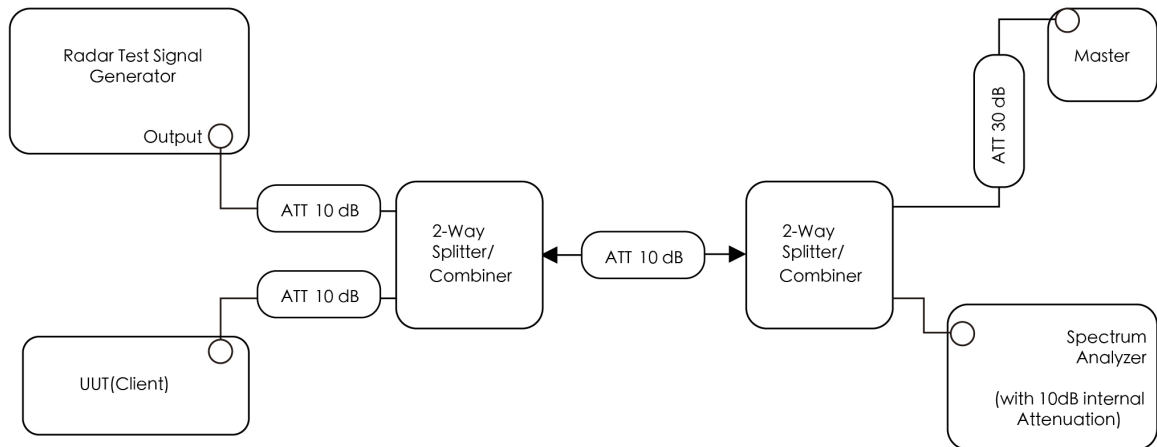 Radar Test Signal
Generator
Output
ATT 10 dB
2-Way
Splitter/
Combiner
ATT 10 dB
UUT(Client)
ATT 10 dB
2-Way
Splitter/
Combiner
ATT 30 dB
Master
Spectrum
Analyzer
(with 10dB internal
Attenuation)